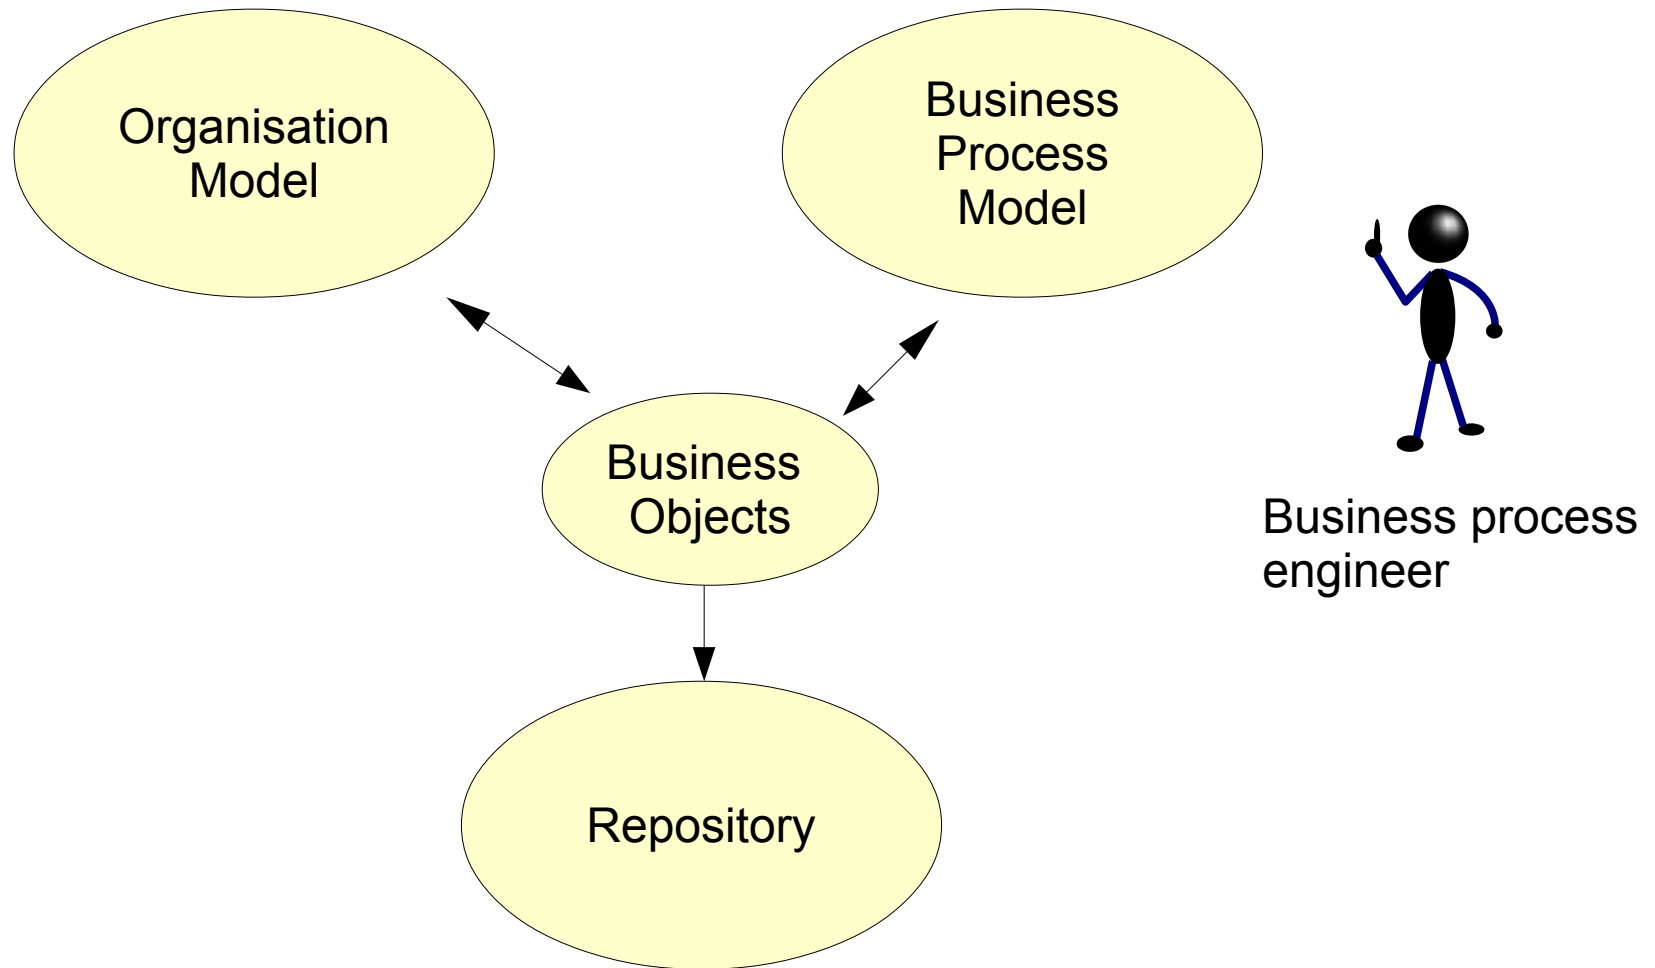 Organisation
Model
Business
Process
Model
Business
Objects
Business process
engineer
Repository